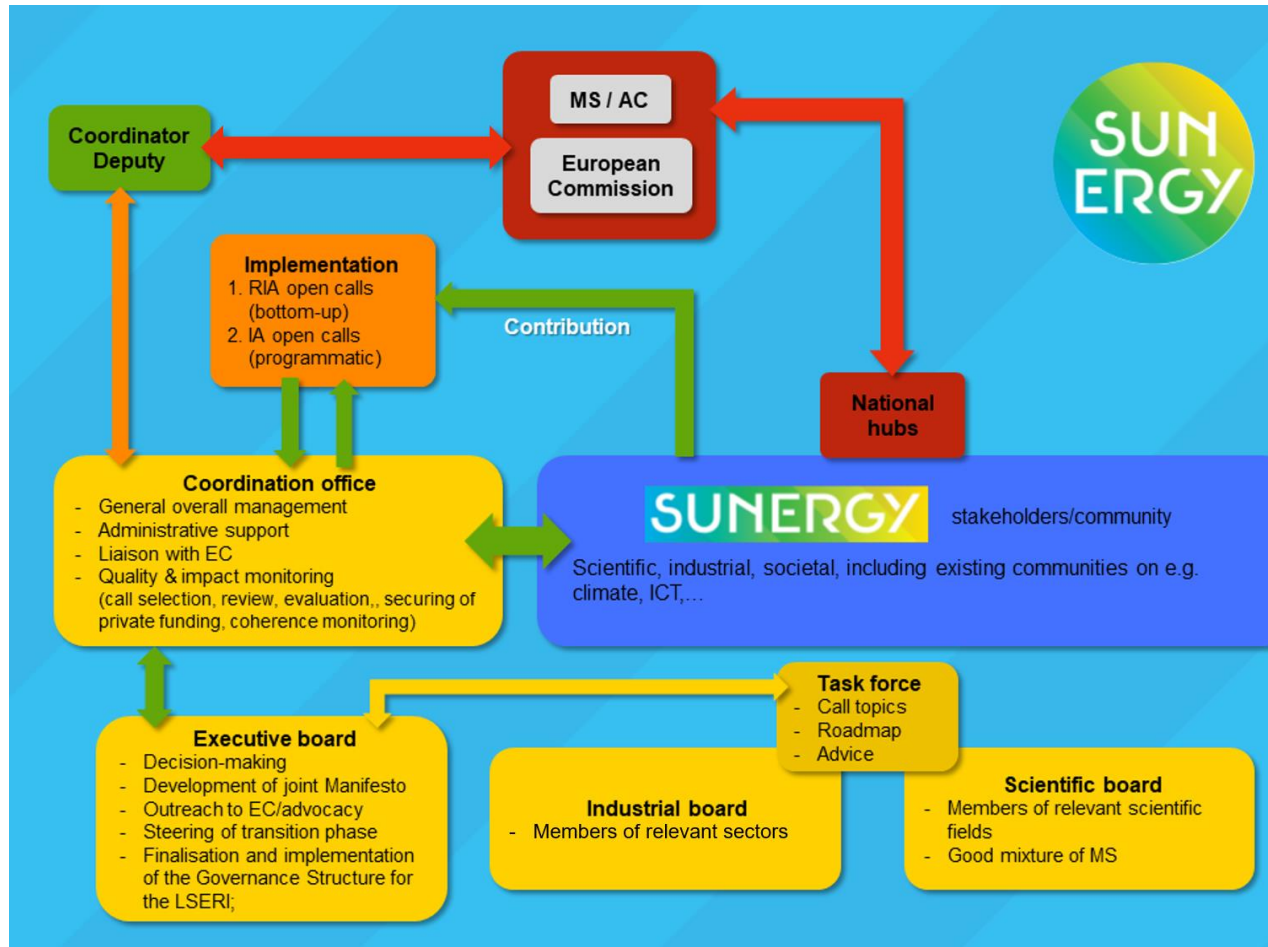 MS / AC
European
Commission
SUN
ERGY
Coordinator
Deputy
Implementation
1. RIA open calls
(bottom-up)
2. IA open calls
(programmatic)
Contribution
National
hubs
Coordination office
- General overall management
- Administrative support
- Liaison with EC
- Quality & impact monitoring
(call selection, review, evaluation,, securing of
private funding, coherence monitoring)
SUNERGY stakeholders/community
Scientific, industrial, societal, including existing communities on e.g.
climate, ICT,...
Task force
- Call topics
- Roadmap
- Advice
Executive board
- Decision-making
- Development of joint Manifesto
- Outreach to EC/advocacy
- Steering of transition phase
- Finalisation and implementation
of the Governance Structure for
the LSERI;
Industrial board
- Members of relevant sectors
Scientific board
- Members of relevant scientific
fields
- Good mixture of MS